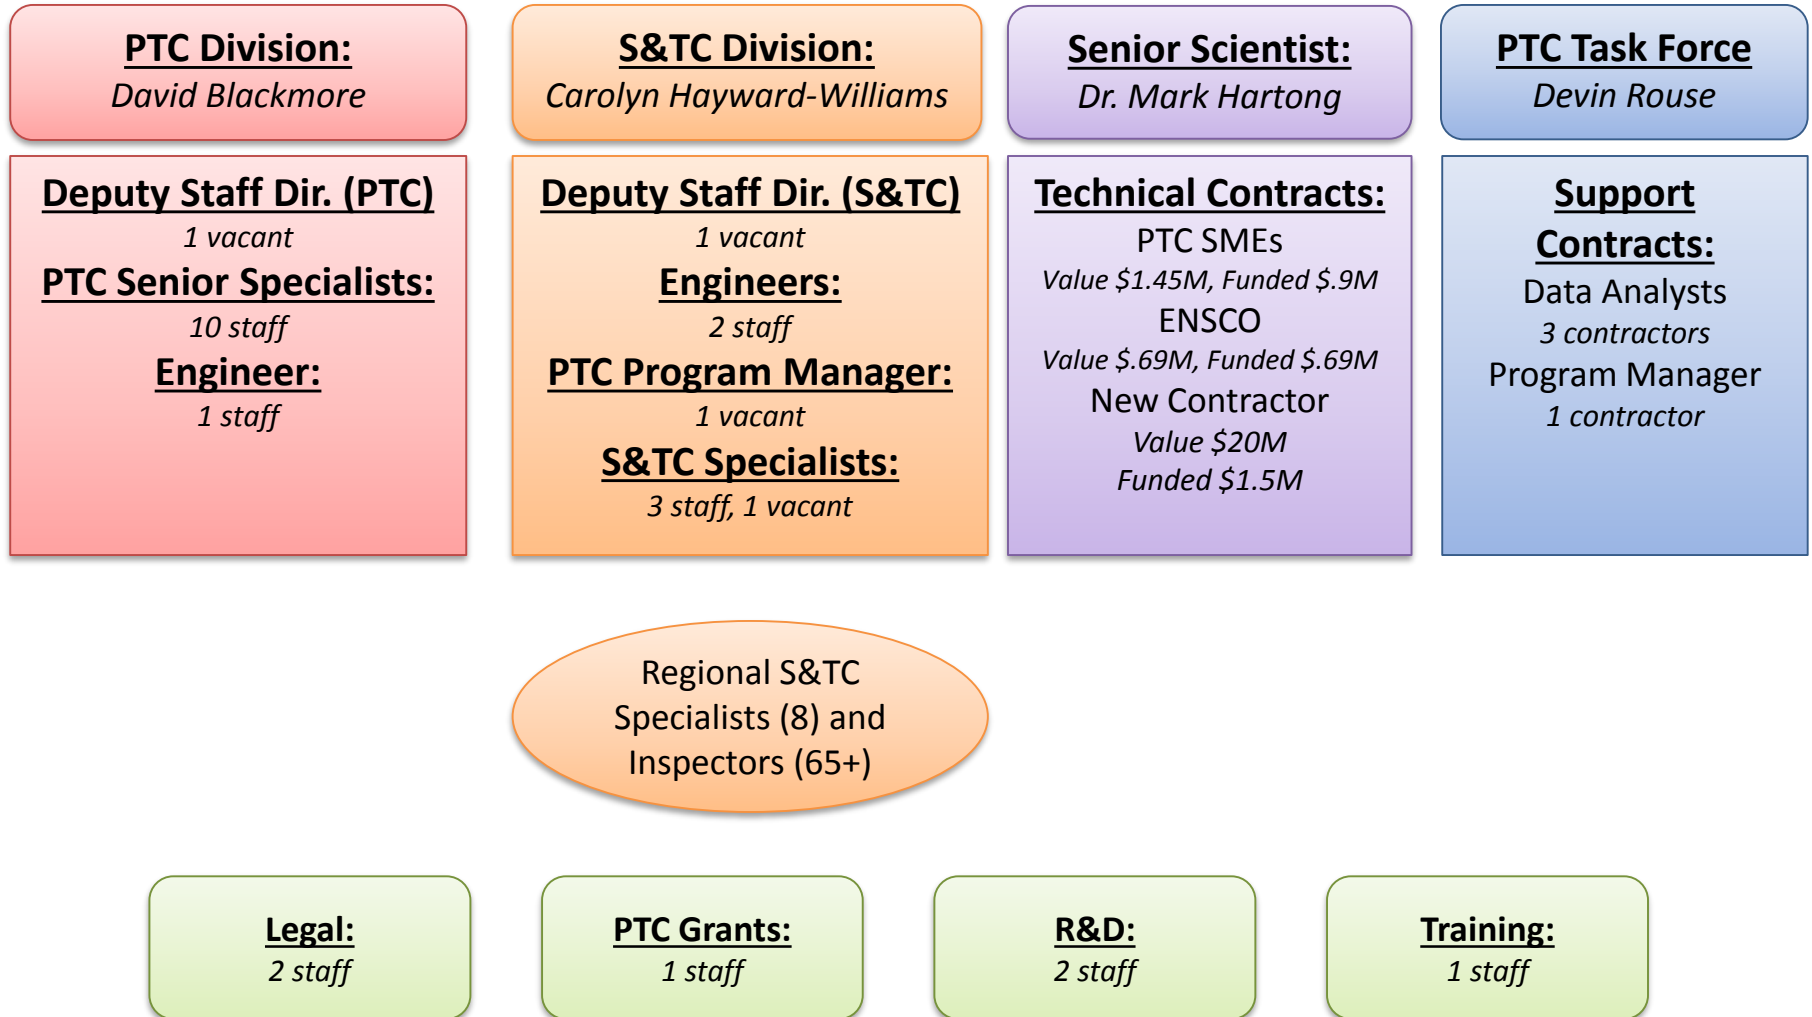 PTC Division:
David Blackmore
Deputy Staff Dir. (PTC)
1 vacant
PTC Senior Specialists:
10 staff
Engineer:
1 staff
S&TC Division:
Carolyn Hayward-Williams
Deputy Staff Dir. (S&TC)
1 vacant
Engineers:
2 staff
PTC Program Manager:
1 vacant
S&TC Specialists:
3 staff, 1 vacant
Senior Scientist:
Dr. Mark Hartong
Technical Contracts:
PTC SMEs
Value $1.45M, Funded $.9M
ENSCO
Value $.69M, Funded $.69M
New Contractor
Value $20M
Funded $1.5M
PTC Task Force
Devin Rouse
Support
Contracts:
Data Analysts
3 contractors
Program Manager
1 contractor
Regional S&TC
Specialists (8) and
Inspectors (65+)
Legal:
2 staff
PTC Grants:
1 staff
R&D:
2 staff
Training:
1 staff